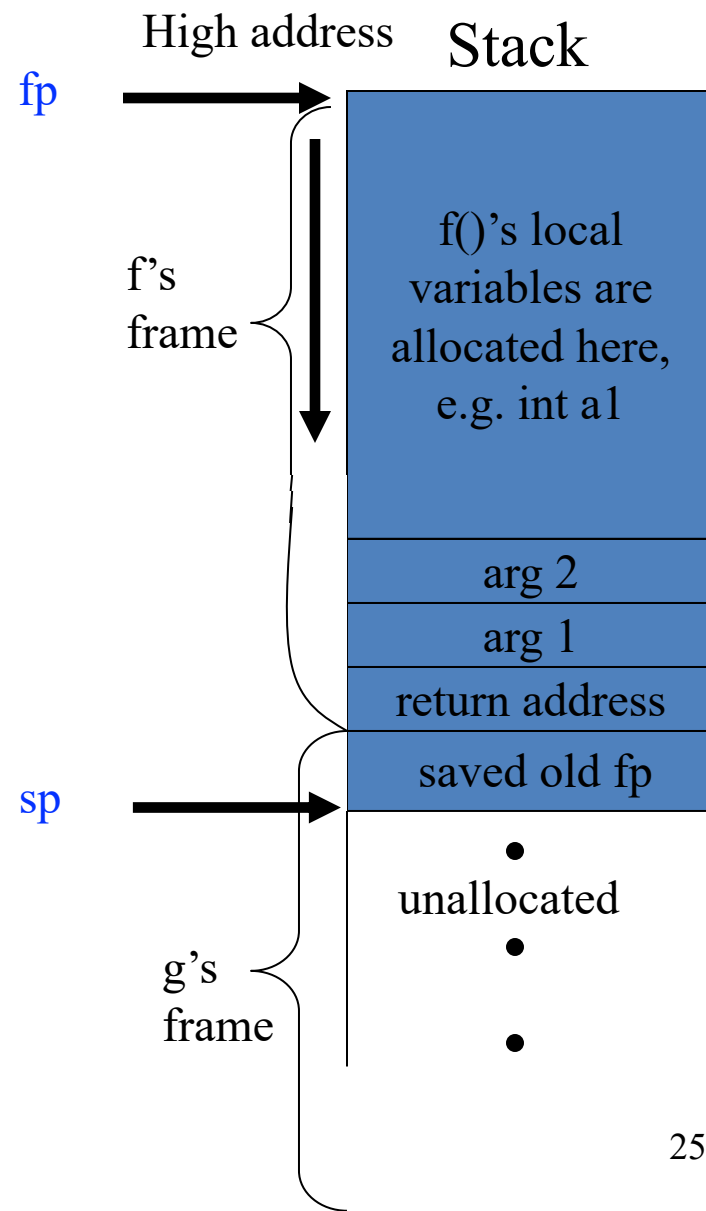 High address
Stack
fp
f()’s local
variables are
allocated here,
e.g. int a1
f’s
frame
arg 2
arg 1
return address
saved old fp
sp
unallocated
g’s
frame
25